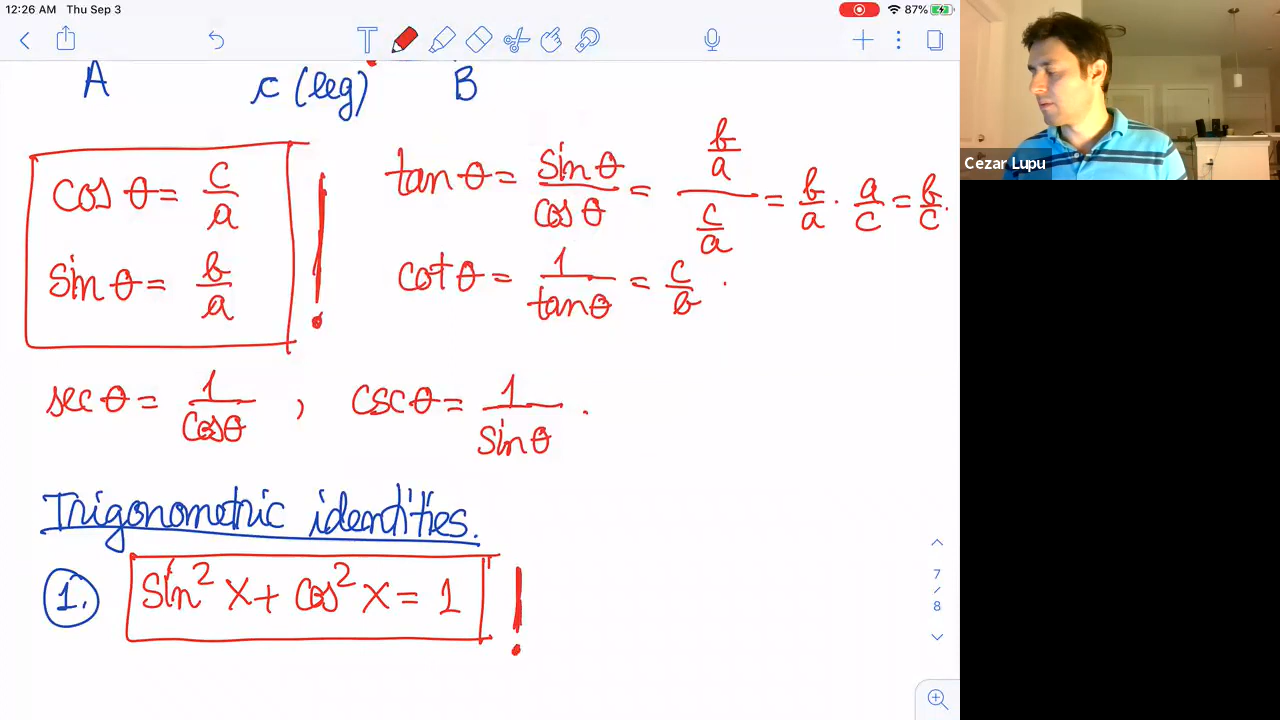 12:26 AM Thu Sep 3
87%
A c (leg) B
cos θ = c/a
sin θ = b/a
!
tan θ = sin θ / cos θ = (b/a) / (c/a) = b/a · a/c = b/c.
cot θ = 1 / tan θ = c/b .
sec θ = 1 / cos θ , csc θ = 1 / sin θ .
Trigonometric identities.
1. sin² x + cos² x = 1 !
T
7 / 8
Cezar Lupu